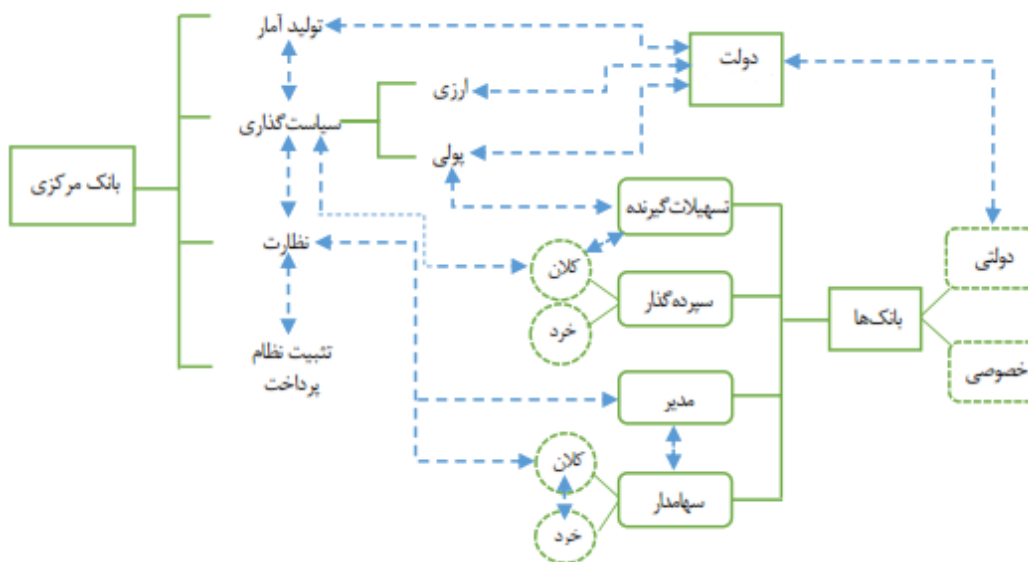 تولید آمار
دولت
ارزی
سیاست‌گذاری
پولی
بانک مرکزی
تسهیلات‌گیرنده
نظارت
کلان
دولتی
سپرده‌گذار
بانک‌ها
خرد
تثبیت نظام
پرداخت
خصوصی
مدیر
کلان
سهامدار
خرد